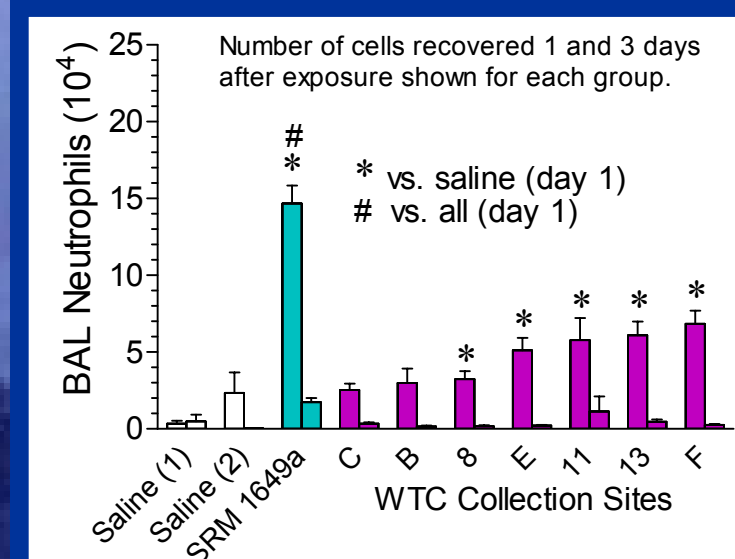 Number of cells recovered 1 and 3 days
after exposure shown for each group.
BAL Neutrophils (10⁴)
25
20
15
10
5
0
#
*
* vs. saline (day 1)
# vs. all (day 1)
* * * * *
Saline (1) Saline (2) SRM 1649a C B 8 E 11 13 F
WTC Collection Sites